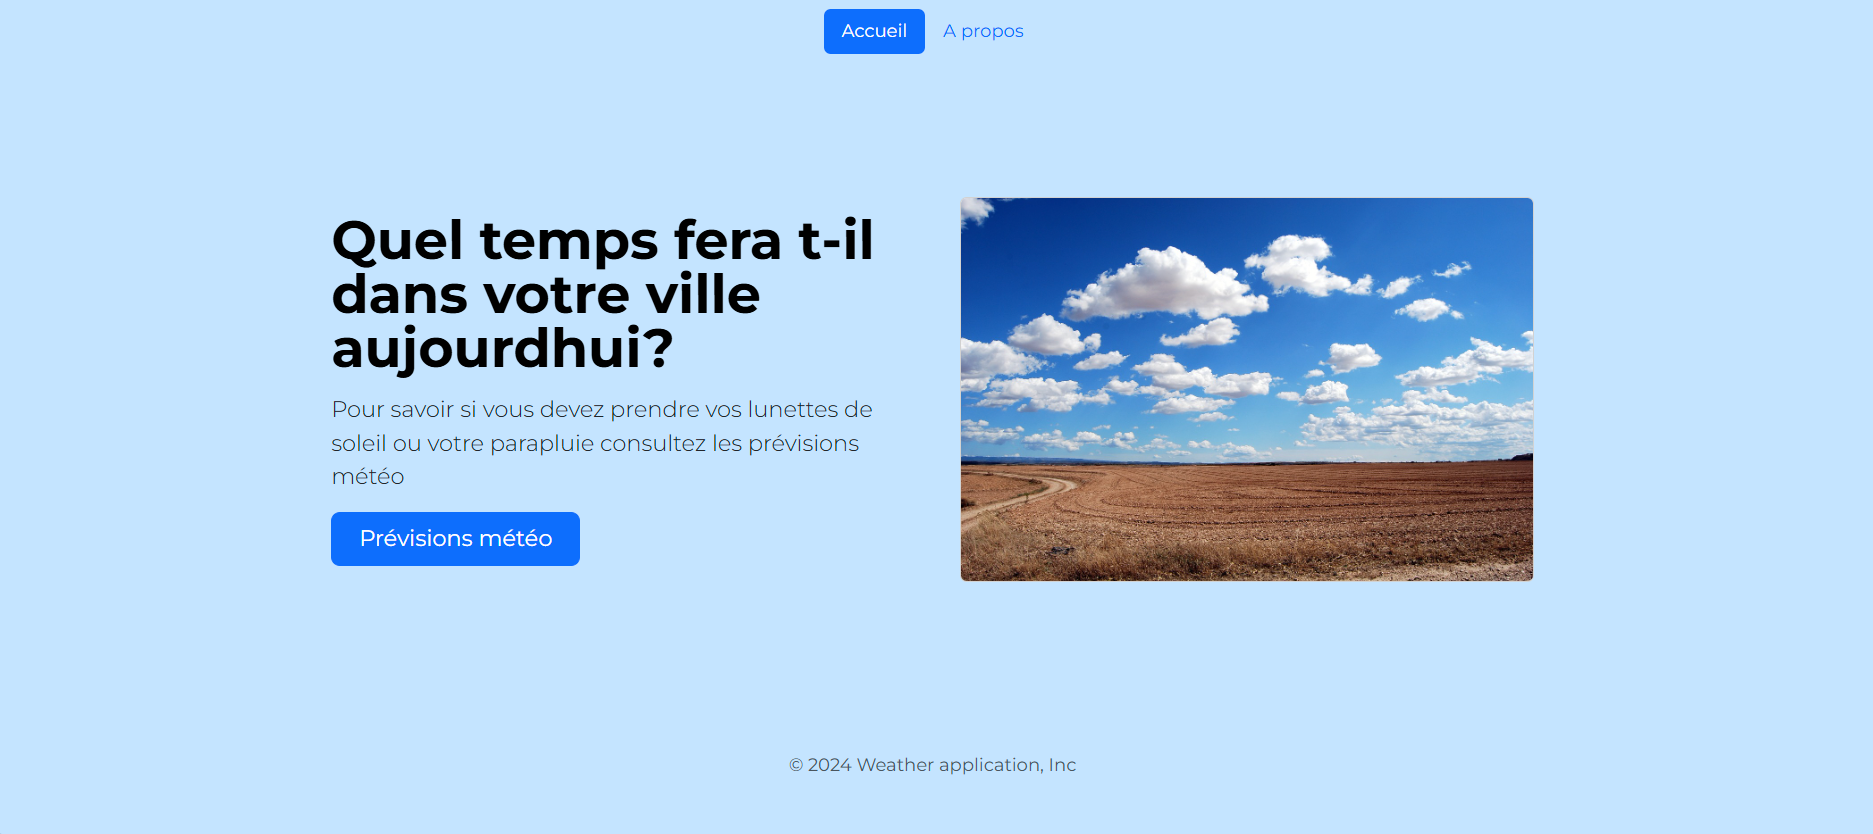 Accueil A propos
Quel temps fera t-il
dans votre ville
aujourdhui?
Pour savoir si vous devez prendre vos lunettes de
soleil ou votre parapluie consultez les prévisions
météo
Prévisions météo
© 2024 Weather application, Inc